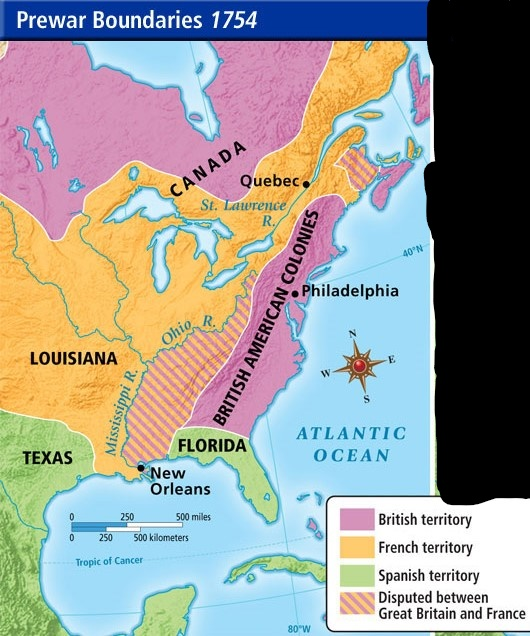 Prewar Boundaries 1754
CANADA
Quebec
St. Lawrence
R.
40°N
BRITISH AMERICAN COLONIES
Philadelphia
Ohio R.
N
W E
S
LOUISIANA
Mississippi R.
ATLANTIC
OCEAN
TEXAS
FLORIDA
New
Orleans
0 250 500 miles
0 250 500 kilometers
Tropic of Cancer
80°W
British territory
French territory
Spanish territory
Disputed between
Great Britain and France